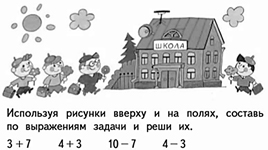 ШКОЛА
Используя рисунки вверху и на полях, составь
по выражениям задачи и реши их.
3 + 7 4 + 3 10 − 7 4 − 3